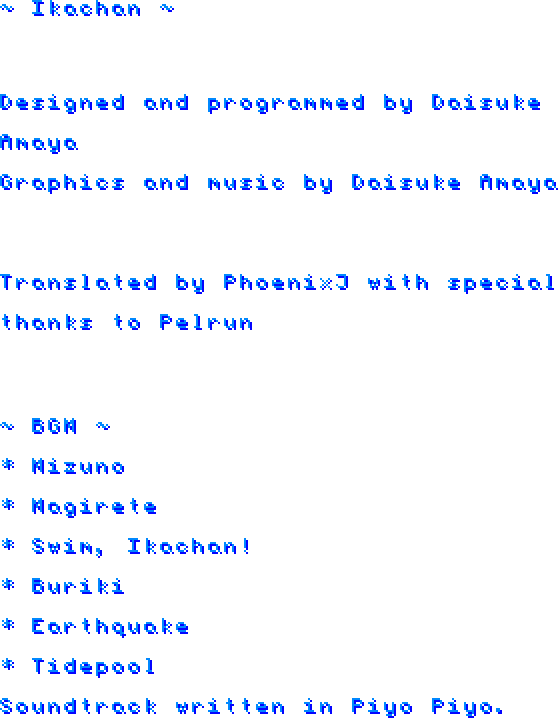 ~ Ikachan ~
Designed and programmed by Daisuke
Amaya
Graphics and music by Daisuke Amaya
Translated by PhoenixJ with special
thanks to Pelrun
~ BGM ~
* Mizuno
* Magirete
* Swim, Ikachan!
* Buriki
* Earthquake
* Tidepool
Soundtrack written in Piyo Piyo.